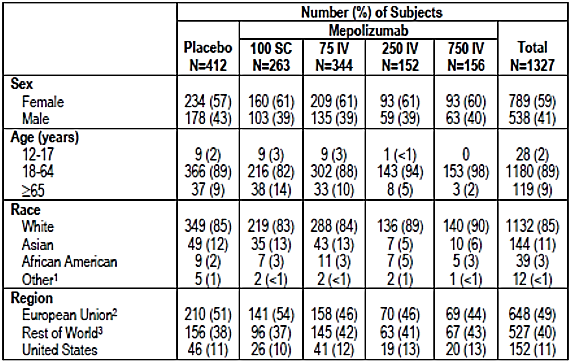 Number (%) of Subjects
Mepolizumab
Placebo 100 SC 75 IV 250 IV 750 IV Total
N=412 N=263 N=344 N=152 N=156 N=1327
Sex
Female 234 (57) 160 (61) 209 (61) 93 (61) 93 (60) 789 (59)
Male 178 (43) 103 (39) 135 (39) 59 (39) 63 (40) 538 (41)
Age (years)
12-17 9 (2) 9 (3) 9 (3) 1 (<1) 0 28 (2)
18-64 366 (89) 216 (82) 302 (88) 143 (94) 153 (98) 1180 (89)
≥65 37 (9) 38 (14) 33 (10) 8 (5) 3 (2) 119 (9)
Race
White 349 (85) 219 (83) 288 (84) 136 (89) 140 (90) 1132 (85)
Asian 49 (12) 35 (13) 43 (13) 7 (5) 10 (6) 144 (11)
African American 9 (2) 7 (3) 11 (3) 7 (5) 5 (3) 39 (3)
Other¹ 5 (1) 2 (<1) 2 (<1) 2 (1) 1 (<1) 12 (<1)
Region
European Union² 210 (51) 141 (54) 158 (46) 70 (46) 69 (44) 648 (49)
Rest of World³ 156 (38) 96 (37) 145 (42) 63 (41) 67 (43) 527 (40)
United States 46 (11) 26 (10) 41 (12) 19 (13) 20 (13) 152 (11)